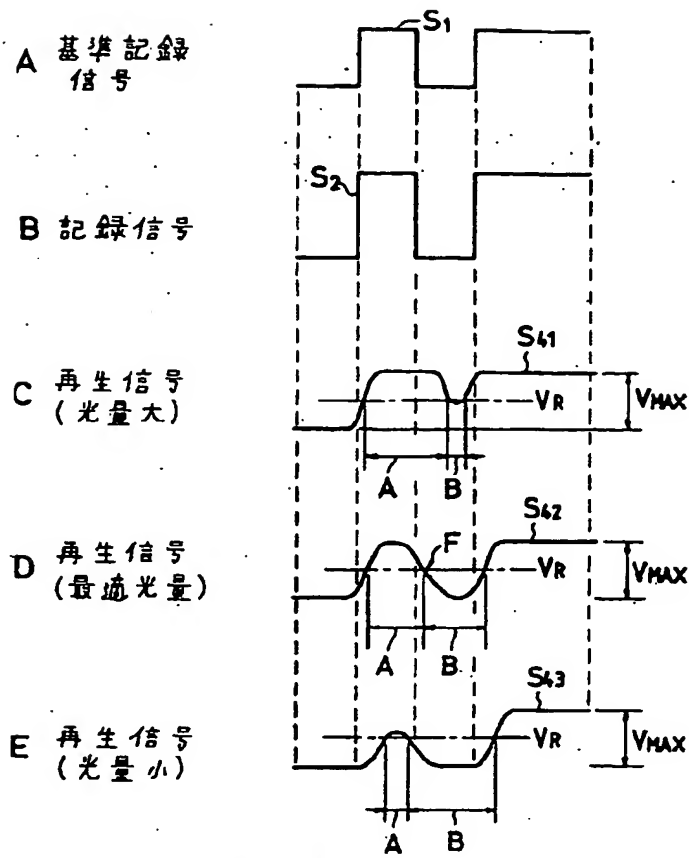 A 基準記録
信号
S1
B 記録信号
S2
C 再生信号
(光量大)
S41
VR
VMAX
A
B
D 再生信号
(最適光量)
S42
F
VR
VMAX
A
B
E 再生信号
(光量小)
S43
VR
VMAX
A
B